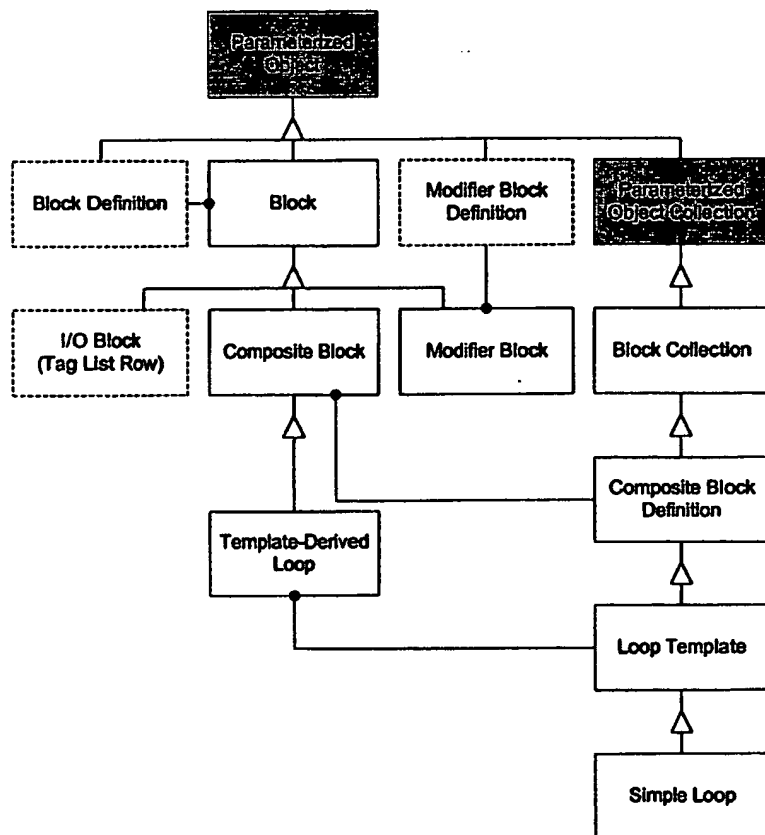 Parameterized
Object
Block Definition
Block
Modifier Block
Definition
Parameterized
Object Collection
I/O Block
(Tag List Row)
Composite Block
Modifier Block
Block Collection
Composite Block
Definition
Template-Derived
Loop
Loop Template
Simple Loop